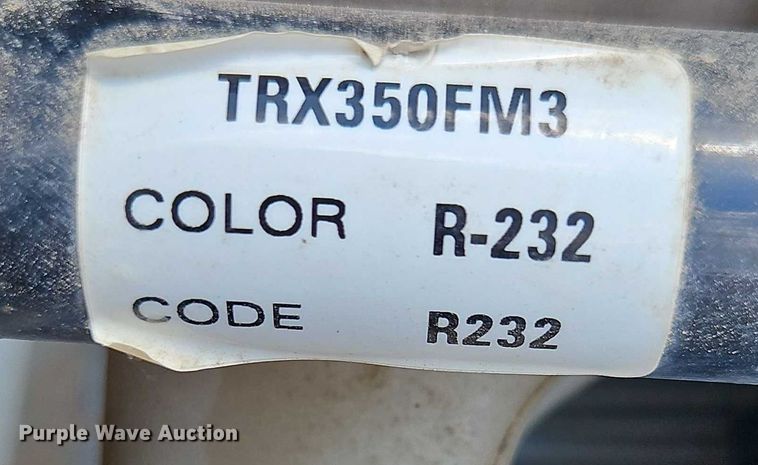 TRX350FM3
COLOR R-232
CODE R232
Purple Wave Auction